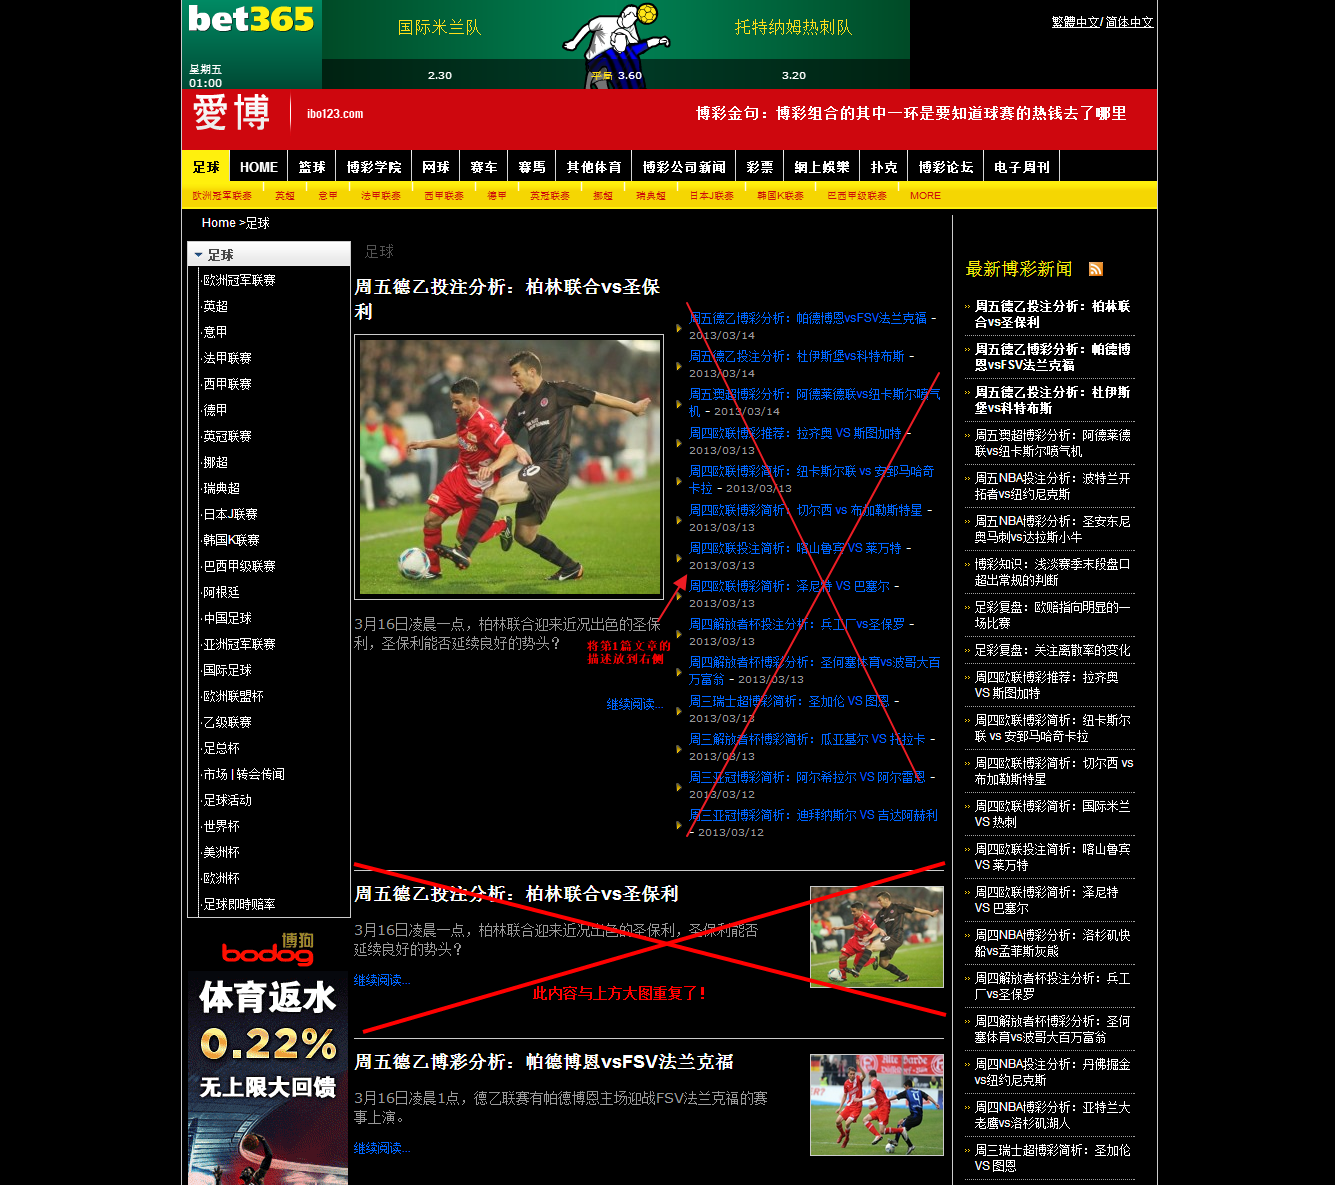 bet365
国际米兰队
托特纳姆热刺队
繁體中文/ 简体中文
星期五
01:00
2.30
平局 3.60
3.20
愛博
ibo123.com
博彩金句：博彩组合的其中一环是要知道球赛的热钱去了哪里
足球 HOME 篮球 博彩学院 网球 赛车 赛馬 其他体育 博彩公司新闻 彩票 網上娛樂 扑克 博彩论坛 电子周刊
欧洲冠军联赛 英超 意甲 法甲联赛 西甲联赛 德甲 英冠联赛 挪超 瑞典超 日本J联赛 韩国K联赛 巴西甲级联赛 MORE
Home >足球
足球
·欧洲冠军联赛
·英超
·意甲
·法甲联赛
·西甲联赛
·德甲
·英冠联赛
·挪超
·瑞典超
·日本J联赛
·韩国K联赛
·巴西甲级联赛
·阿根廷
·中国足球
·亚洲冠军联赛
·国际足球
·欧洲联盟杯
·乙级联赛
·足总杯
·市场 | 转会传闻
·足球活动
·世界杯
·美洲杯
·欧洲杯
·足球即時赔率
博狗
bodog
体育返水
0.22%
无上限大回馈
足球
周五德乙投注分析：柏林联合vs圣保
利
3月16日凌晨一点，柏林联合迎来近况出色的圣保
利，圣保利能否延续良好的势头？
将第1篇文章的
描述放到右侧
继续阅读...
周五德乙博彩分析：帕德博恩vsFSV法兰克福 -
2013/03/14
周五德乙投注分析：杜伊斯堡vs科特布斯 -
2013/03/14
周五澳超博彩分析：阿德莱德联vs纽卡斯尔喷气
机 - 2013/03/14
周四欧联博彩推荐：拉齐奥 VS 斯图加特 -
2013/03/13
周四欧联博彩简析：纽卡斯尔联 vs 安郅马哈奇
卡拉 - 2013/03/13
周四欧联博彩简析：切尔西 vs 布加勒斯特星 -
2013/03/13
周四欧联投注简析：喀山鲁宾 VS 莱万特 -
2013/03/13
周四欧联博彩简析：泽尼特 VS 巴塞尔 -
2013/03/13
周四解放者杯投注分析：兵工厂vs圣保罗 -
2013/03/13
周四解放者杯博彩分析：圣何塞体育vs波哥大百
万富翁 - 2013/03/13
周三瑞士超博彩简析：圣加伦 VS 图恩 -
2013/03/13
周三解放者杯博彩简析：瓜亚基尔 VS 托拉卡 -
2013/03/13
周三亚冠博彩简析：阿尔希拉尔 VS 阿尔雷恩 -
2013/03/12
周三亚冠博彩简析：迪拜纳斯尔 VS 吉达阿赫利
- 2013/03/12
周五德乙投注分析：柏林联合vs圣保利
3月16日凌晨一点，柏林联合迎来近况出色的圣保利，圣保利能否
延续良好的势头？
继续阅读...
此内容与上方大图重复了！
周五德乙博彩分析：帕德博恩vsFSV法兰克福
3月16日凌晨1点，德乙联赛有帕德博恩主场迎战FSV法兰克福的赛
事上演。
继续阅读...
最新博彩新闻
周五德乙投注分析：柏林联
合vs圣保利
周五德乙博彩分析：帕德博
恩vsFSV法兰克福
周五德乙投注分析：杜伊斯
堡vs科特布斯
周五澳超博彩分析：阿德莱德
联vs纽卡斯尔喷气机
周五NBA投注分析：波特兰开
拓者vs纽约尼克斯
周五NBA博彩分析：圣安东尼
奥马刺vs达拉斯小牛
博彩知识：浅淡赛季末段盘口
超出常规的判断
足彩复盘：欧赔指向明显的一
场比赛
足彩复盘：关注离散率的变化
周四欧联博彩推荐：拉齐奥
VS 斯图加特
周四欧联博彩简析：纽卡斯尔
联 vs 安郅马哈奇卡拉
周四欧联博彩简析：切尔西 vs
布加勒斯特星
周四欧联博彩简析：国际米兰
VS 热刺
周四欧联投注简析：喀山鲁宾
VS 莱万特
周四欧联博彩简析：泽尼特
VS 巴塞尔
周四NBA博彩分析：洛杉矶快
船vs孟菲斯灰熊
周四解放者杯投注分析：兵工
厂vs圣保罗
周四解放者杯博彩分析：圣何
塞体育vs波哥大百万富翁
周四NBA投注分析：丹佛掘金
vs纽约尼克斯
周四NBA博彩分析：亚特兰大
老鹰vs洛杉矶湖人
周三瑞士超博彩简析：圣加伦
VS 图恩